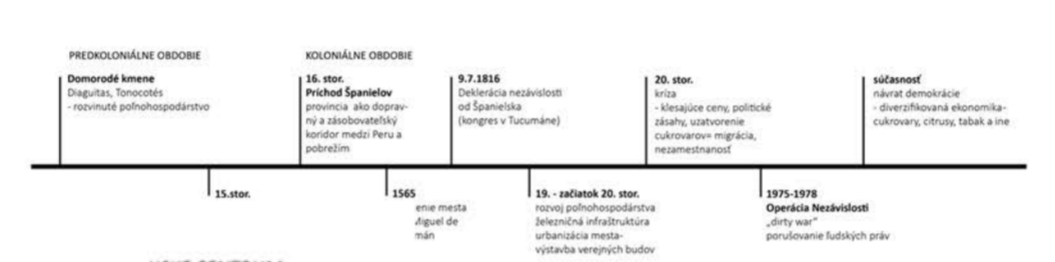 PREDKOLONIÁLNE OBDOBIE
Domorodé kmene
Diaguitas, Tonocotés
- rozvinuté poľnohospodárstvo
15.stor.
KOLONIÁLNE OBDOBIE
16. stor.
Príchod Španielov
provincia ako doprav-
ný a zásobovateľský
koridor medzi Peru a
pobrežím
1565
enie mesta
Miguel de
mán
9.7.1816
Deklerácia nezávislosti
od Španielska
(kongres v Tucumáne)
19. - začiatok 20. stor.
rozvoj poľnohospodárstva
železničná infraštruktúra
urbanizácia mesta-
výstavba verejných budov
20. stor.
kríza
- klesajúce ceny, politické
zásahy, uzatvorenie
cukrovarov= migrácia,
nezamestnanosť
1975-1978
Operácia Nezávislosti
„dirty war"
porušovanie ľudských práv
súčasnosť
návrat demokrácie
- diverzifikovaná ekonomika-
cukrovary, citrusy, tabak a ine